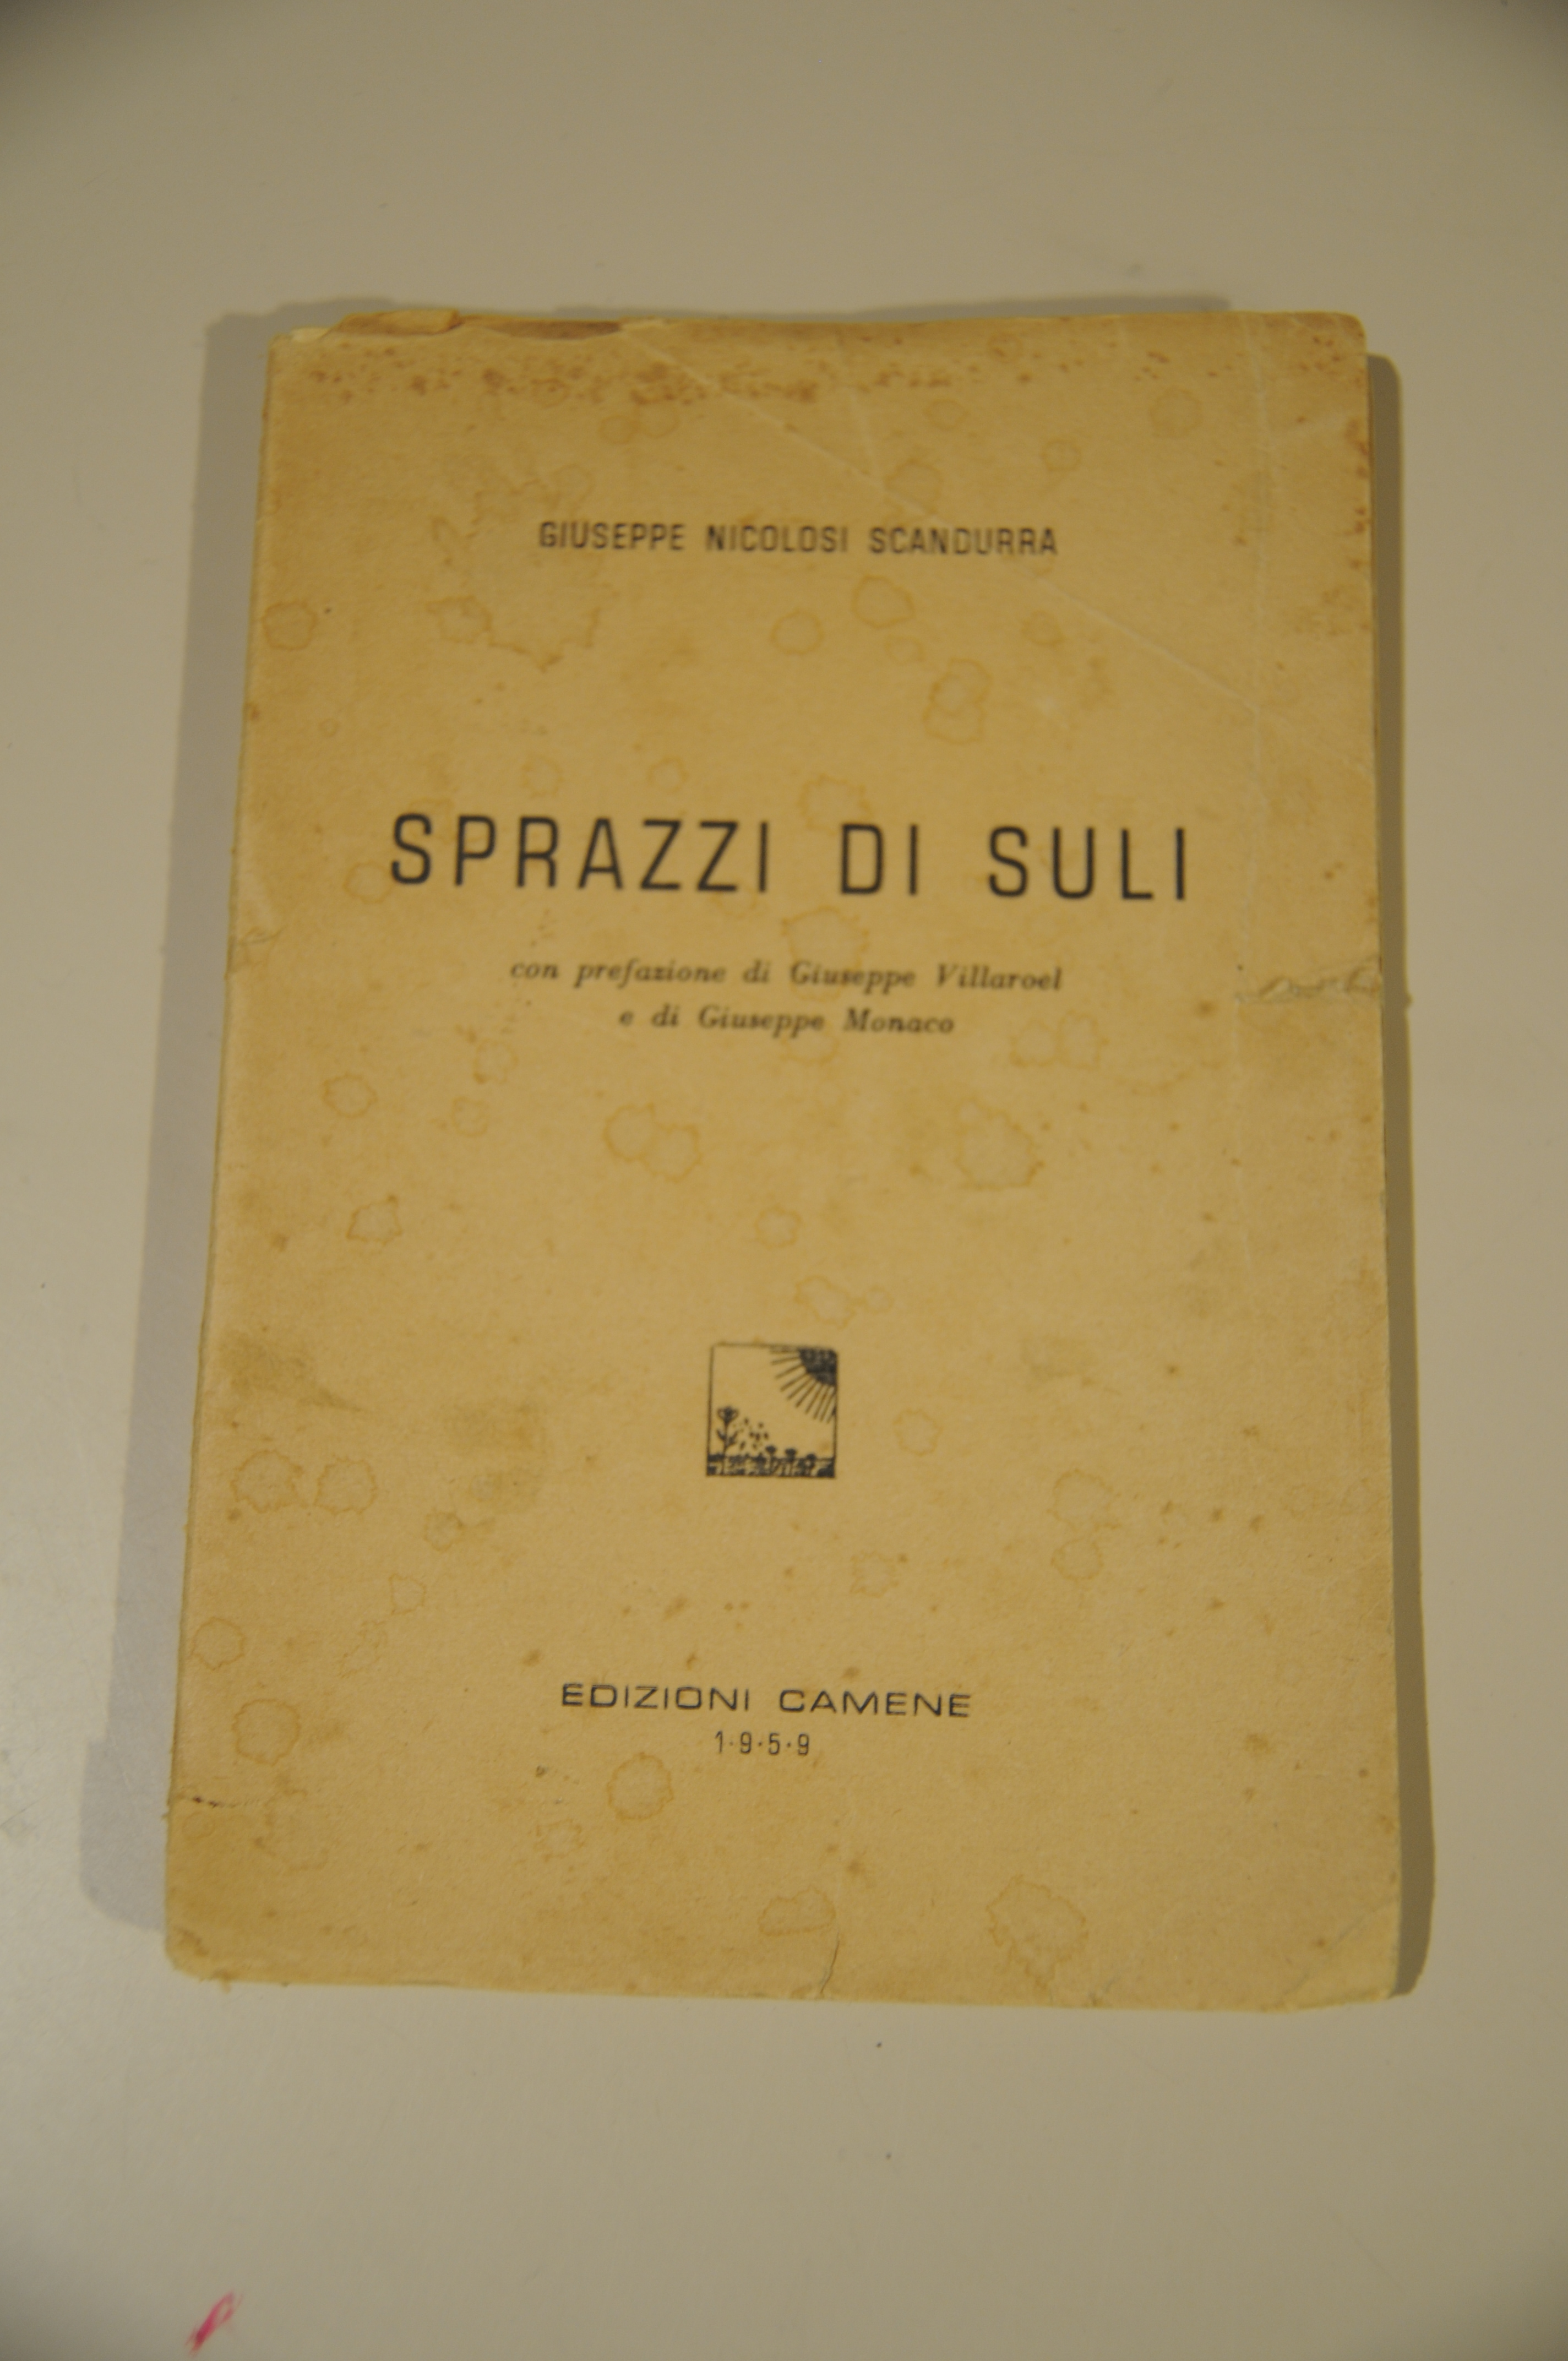 GIUSEPPE NICOLOSI SCANDURRA
SPRAZZI DI SULI
con prefazione di Giuseppe Villaroel
e di Giuseppe Monaco
EDIZIONI CAMENE
1·9·5·9